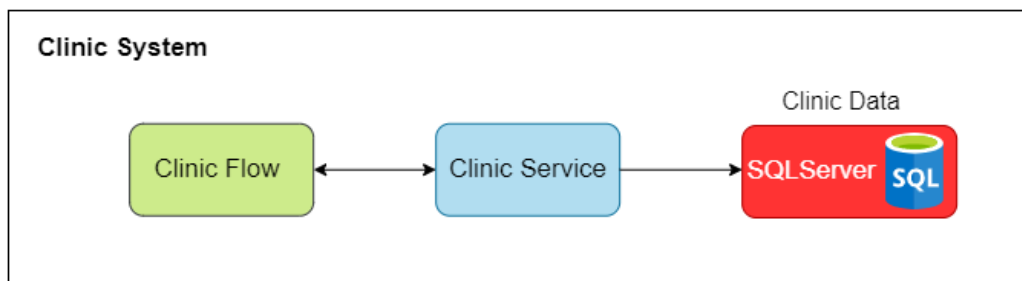 Clinic System
Clinic Data
Clinic Flow
Clinic Service
SQLServer
SQL